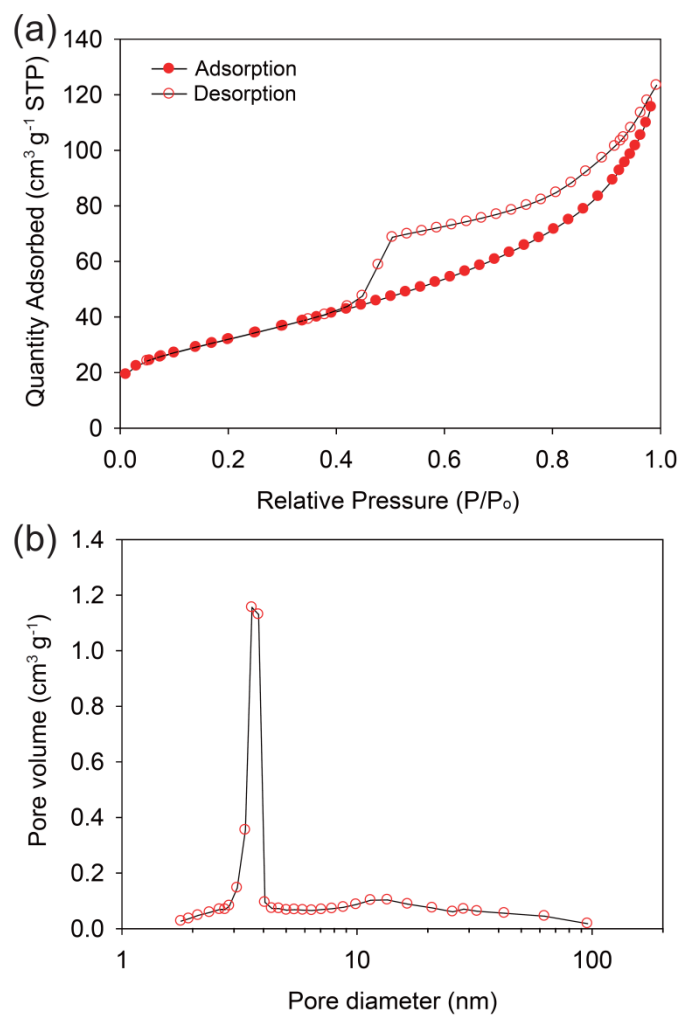 (a)
140
120
100
80
60
40
20
0
Quantity Adsorbed (cm³ g⁻¹ STP)
Adsorption
Desorption
0.0 0.2 0.4 0.6 0.8 1.0
Relative Pressure (P/Pₒ)
(b)
1.4
1.2
1.0
0.8
0.6
0.4
0.2
0.0
Pore volume (cm³ g⁻¹)
1 10 100
Pore diameter (nm)